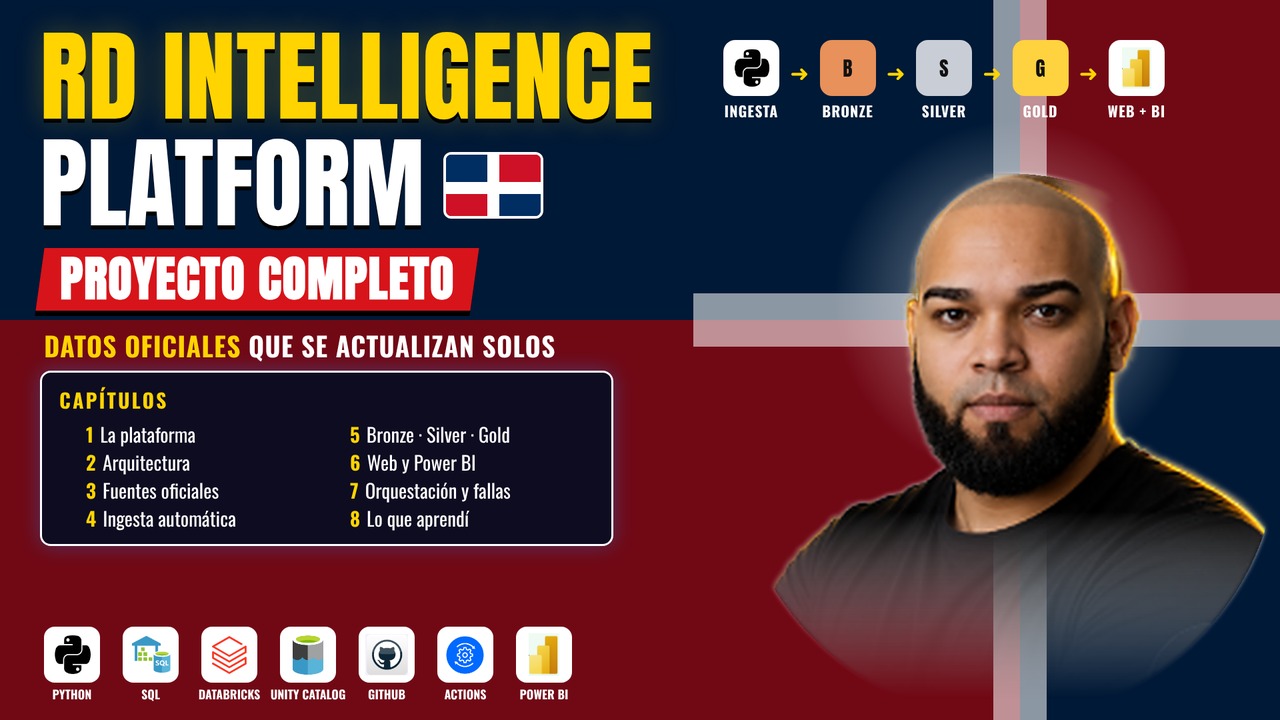 RD INTELLIGENCE
PLATFORM
PROYECTO COMPLETO
DATOS OFICIALES QUE SE ACTUALIZAN SOLOS
CAPÍTULOS
1 La plataforma
2 Arquitectura
3 Fuentes oficiales
4 Ingesta automática
5 Bronze · Silver · Gold
6 Web y Power BI
7 Orquestación y fallas
8 Lo que aprendí
B
S
G
INGESTA
BRONZE
SILVER
GOLD
WEB + BI
SQL
PYTHON
SQL
DATABRICKS
UNITY CATALOG
GITHUB
ACTIONS
POWER BI